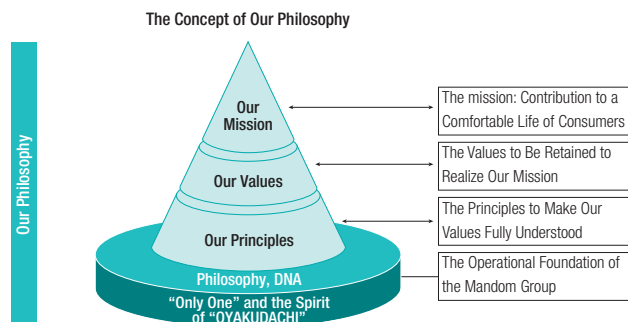 The Concept of Our Philosophy
Our Philosophy
Our
Mission
Our Values
Our Principles
Philosophy, DNA
“Only One” and the Spirit
of “OYAKUDACHI”
The mission: Contribution to a
Comfortable Life of Consumers
The Values to Be Retained to
Realize Our Mission
The Principles to Make Our
Values Fully Understood
The Operational Foundation of
the Mandom Group